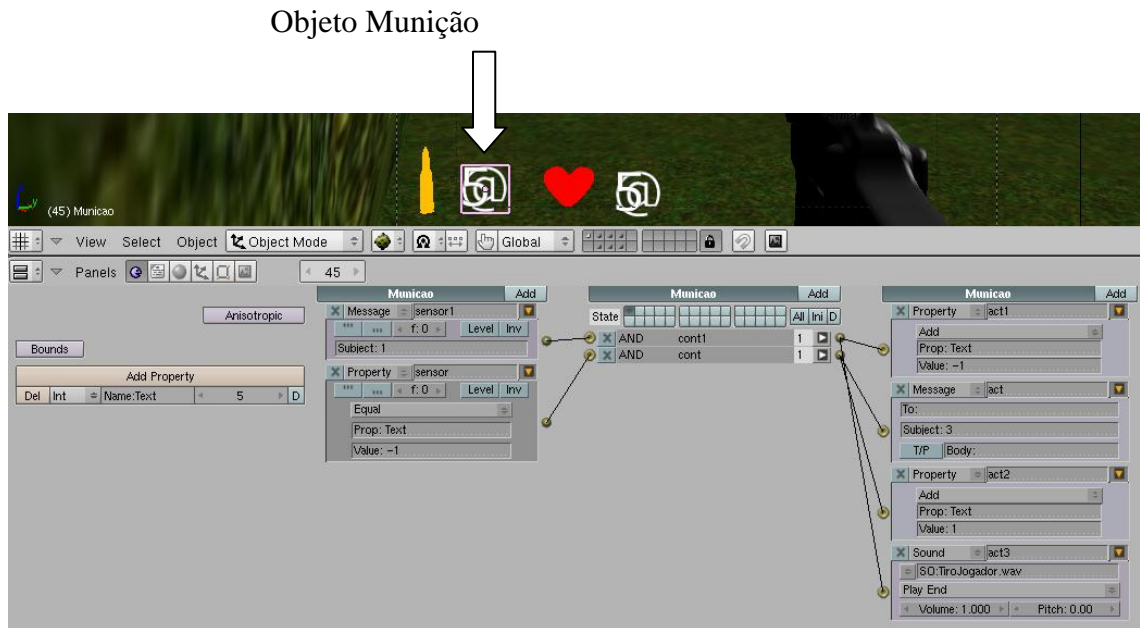 Objeto Munição
5@
5@
(45) Municao
View Select Object Object Mode Global
Panels 45
Anisotropic
Bounds
Add Property
Del Int Name:Text 5 D
Municao Add
Message sensor1
f: 0 Level Inv
Subject: 1
Property sensor
f: 0 Level Inv
Equal
Prop: Text
Value: -1
Municao Add
State All Ini D
AND cont1 1
AND cont 1
Municao Add
Property act1
Add
Prop: Text
Value: -1
Message act
To:
Subject: 3
T/P Body:
Property act2
Add
Prop: Text
Value: 1
Sound act3
SO:TiroJogador.wav
Play End
Volume: 1.000 Pitch: 0.00